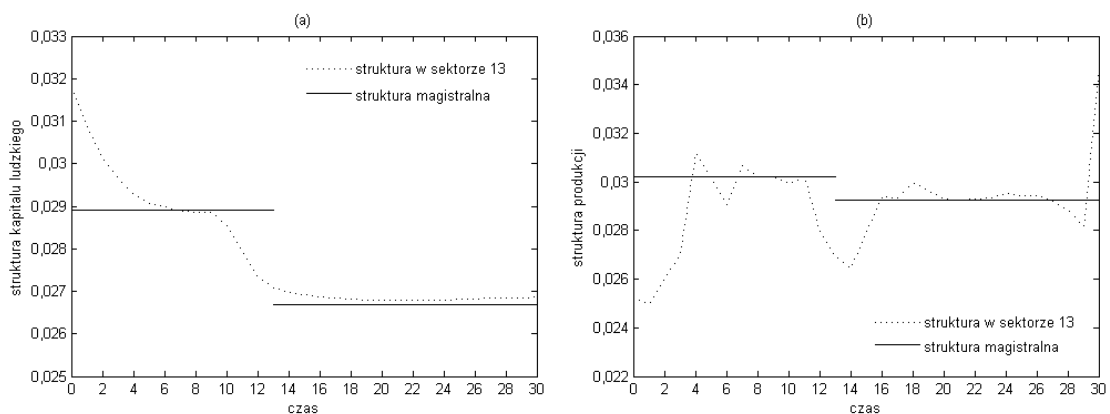 (a)
0,033
0,032
0,031
0,03
0,029
0,028
0,027
0,026
0,025
0 2 4 6 8 10 12 14 16 18 20 22 24 26 28 30
czas
struktura kapitalu ludzkiego
struktura w sektorze 13
struktura magistralna
(b)
0,036
0,034
0,032
0,03
0,028
0,026
0,024
0,022
0 2 4 6 8 10 12 14 16 18 20 22 24 26 28 30
czas
struktura produkcji
struktura w sektorze 13
struktura magistralna